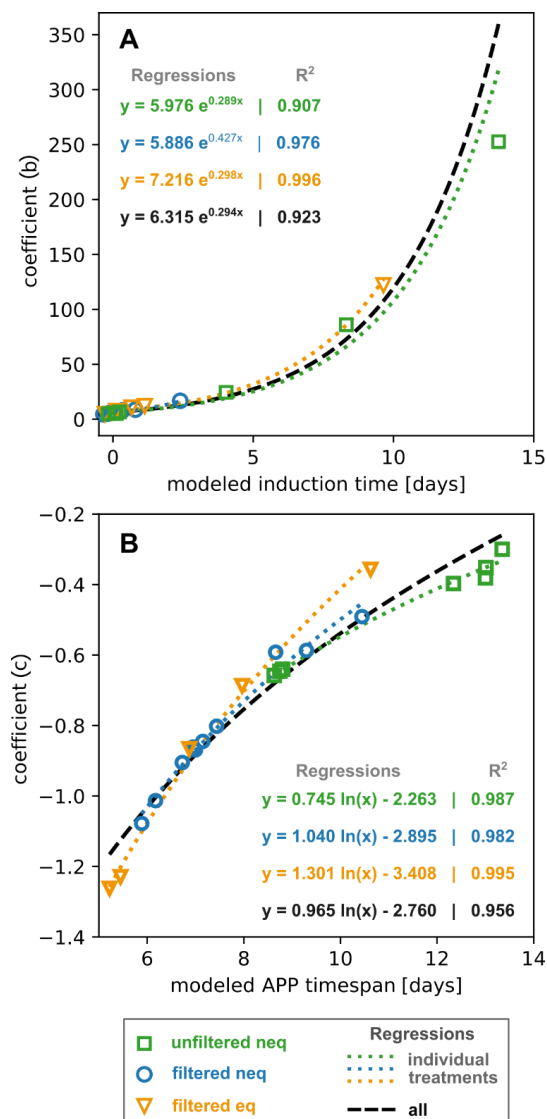 A
Regressions R²
y = 5.976 e^0.289x | 0.907
y = 5.886 e^0.427x | 0.976
y = 7.216 e^0.298x | 0.996
y = 6.315 e^0.294x | 0.923
350
300
250
200
150
100
50
0
coefficient (b)
0 5 10 15
modeled induction time [days]
B
−0.2
−0.4
−0.6
−0.8
−1.0
−1.2
−1.4
coefficient (c)
Regressions R²
y = 0.745 ln(x) - 2.263 | 0.987
y = 1.040 ln(x) - 2.895 | 0.982
y = 1.301 ln(x) - 3.408 | 0.995
y = 0.965 ln(x) - 2.760 | 0.956
6 8 10 12 14
modeled APP timespan [days]
unfiltered neq
filtered neq
filtered eq
Regressions
individual
treatments
all